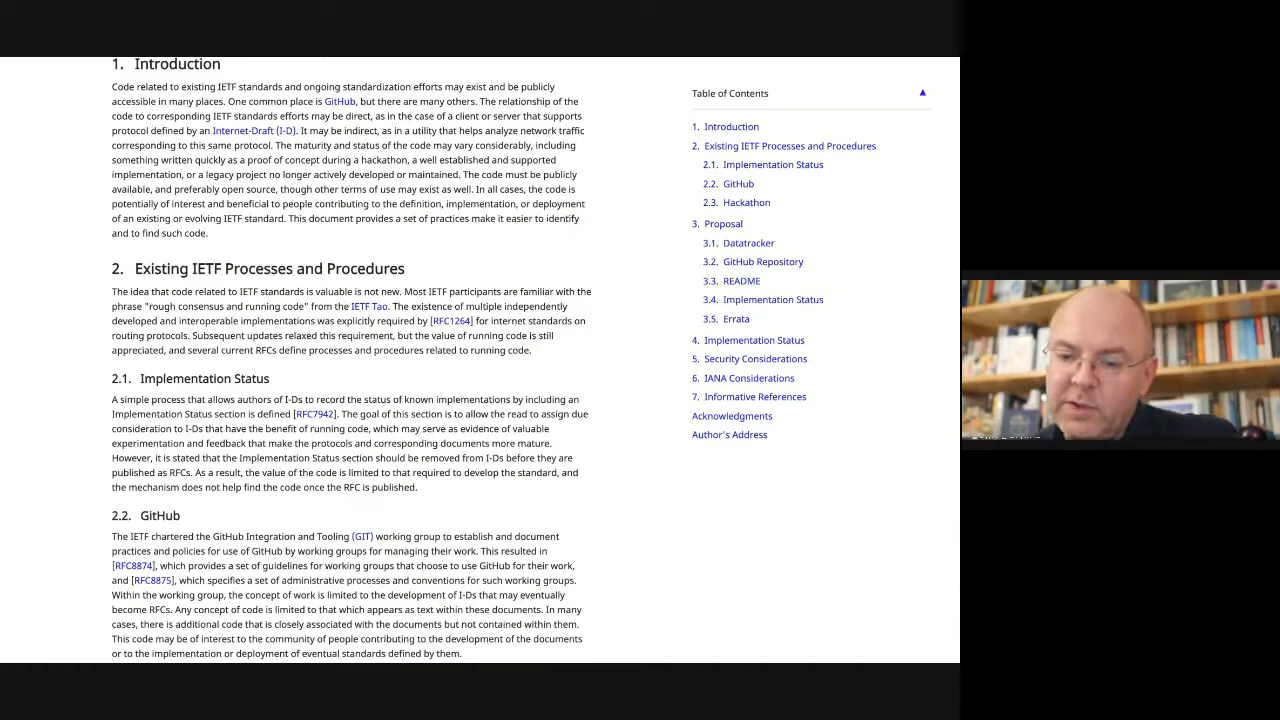 1. Introduction
Code related to existing IETF standards and ongoing standardization efforts may exist and be publicly
accessible in many places. One common place is GitHub, but there are many others. The relationship of the
code to corresponding IETF standards efforts may be direct, as in the case of a client or server that supports
protocol defined by an Internet-Draft (I-D). It may be indirect, as in a utility that helps analyze network traffic
corresponding to this same protocol. The maturity and status of the code may vary considerably, including
something written quickly as a proof of concept during a hackathon, a well established and supported
implementation, or a legacy project no longer actively developed or maintained. The code must be publicly
available, and preferably open source, though other terms of use may exist as well. In all cases, the code is
potentially of interest and beneficial to people contributing to the definition, implementation, or deployment
of an existing or evolving IETF standard. This document provides a set of practices make it easier to identify
and to find such code.
2. Existing IETF Processes and Procedures
The idea that code related to IETF standards is valuable is not new. Most IETF participants are familiar with the
phrase "rough consensus and running code" from the IETF Tao. The existence of multiple independently
developed and interoperable implementations was explicitly required by [RFC1264] for internet standards on
routing protocols. Subsequent updates relaxed this requirement, but the value of running code is still
appreciated, and several current RFCs define processes and procedures related to running code.
2.1. Implementation Status
A simple process that allows authors of I-Ds to record the status of known implementations by including an
Implementation Status section is defined [RFC7942]. The goal of this section is to allow the read to assign due
consideration to I-Ds that have the benefit of running code, which may serve as evidence of valuable
experimentation and feedback that make the protocols and corresponding documents more mature.
However, it is stated that the Implementation Status section should be removed from I-Ds before they are
published as RFCs. As a result, the value of the code is limited to that required to develop the standard, and
the mechanism does not help find the code once the RFC is published.
2.2. GitHub
The IETF chartered the GitHub Integration and Tooling (GIT) working group to establish and document
practices and policies for use of GitHub by working groups for managing their work. This resulted in
[RFC8874], which provides a set of guidelines for working groups that choose to use GitHub for their work,
and [RFC8875], which specifies a set of administrative processes and conventions for such working groups.
Within the working group, the concept of work is limited to the development of I-Ds that may eventually
become RFCs. Any concept of code is limited to that which appears as text within these documents. In many
cases, there is additional code that is closely associated with the documents but not contained within them.
This code may be of interest to the community of people contributing to the development of the documents
or to the implementation or deployment of eventual standards defined by them.
Table of Contents ▲
1. Introduction
2. Existing IETF Processes and Procedures
2.1. Implementation Status
2.2. GitHub
2.3. Hackathon
3. Proposal
3.1. Datatracker
3.2. GitHub Repository
3.3. README
3.4. Implementation Status
3.5. Errata
4. Implementation Status
5. Security Considerations
6. IANA Considerations
7. Informative References
Acknowledgments
Author's Address